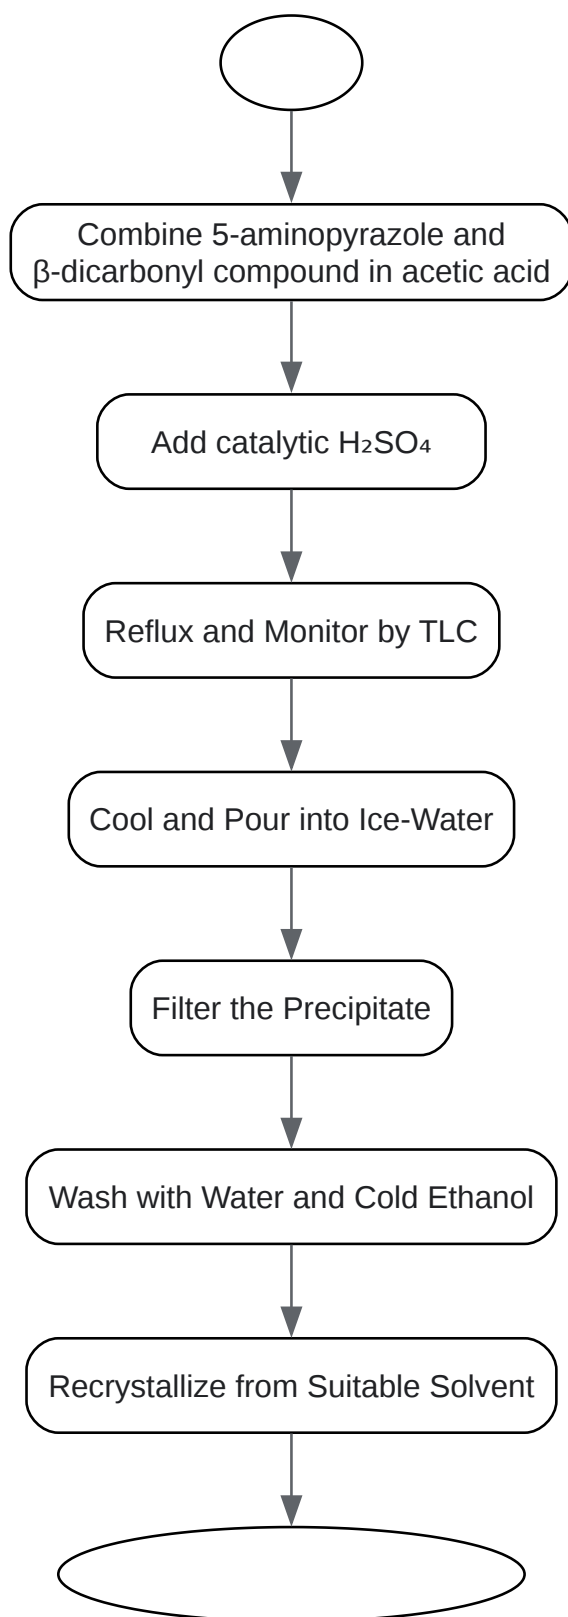 Combine 5-aminopyrazole and
β-dicarbonyl compound in acetic acid
Add catalytic H₂SO₄
Reflux and Monitor by TLC
Cool and Pour into Ice-Water
Filter the Precipitate
Wash with Water and Cold Ethanol
Recrystallize from Suitable Solvent